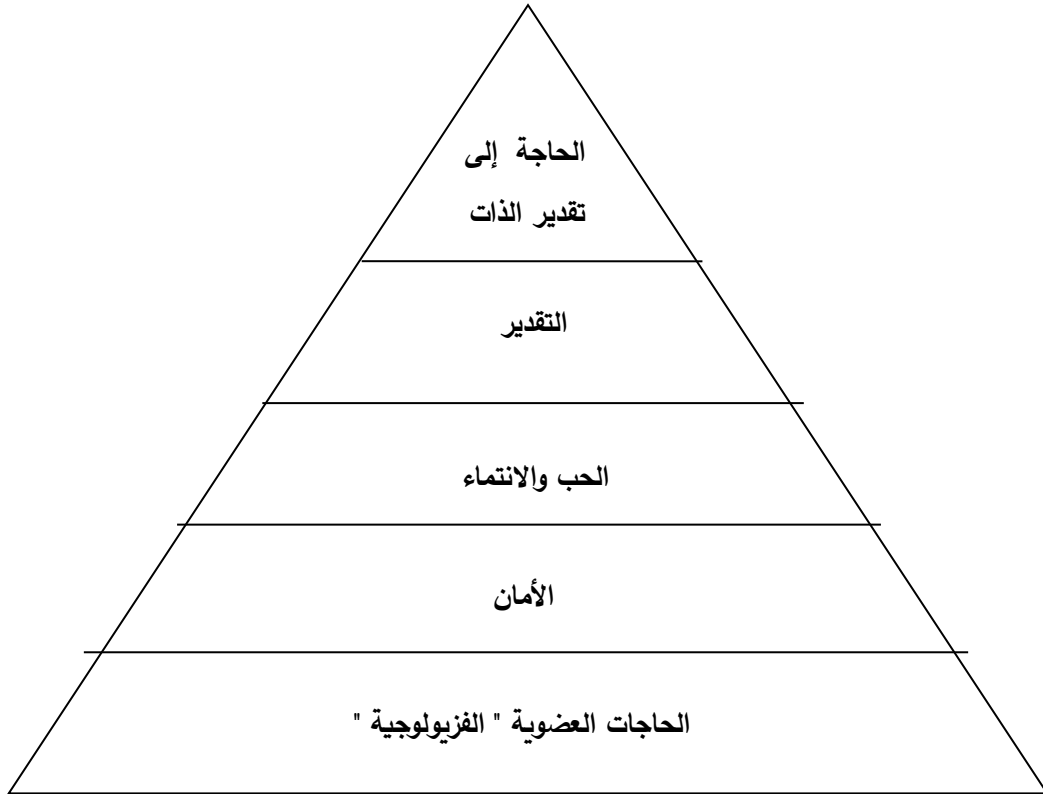 الحاجة إلى
تقدير الذات
التقدير
الحب والانتماء
الأمان
الحاجات العضوية " الفزيولوجية "